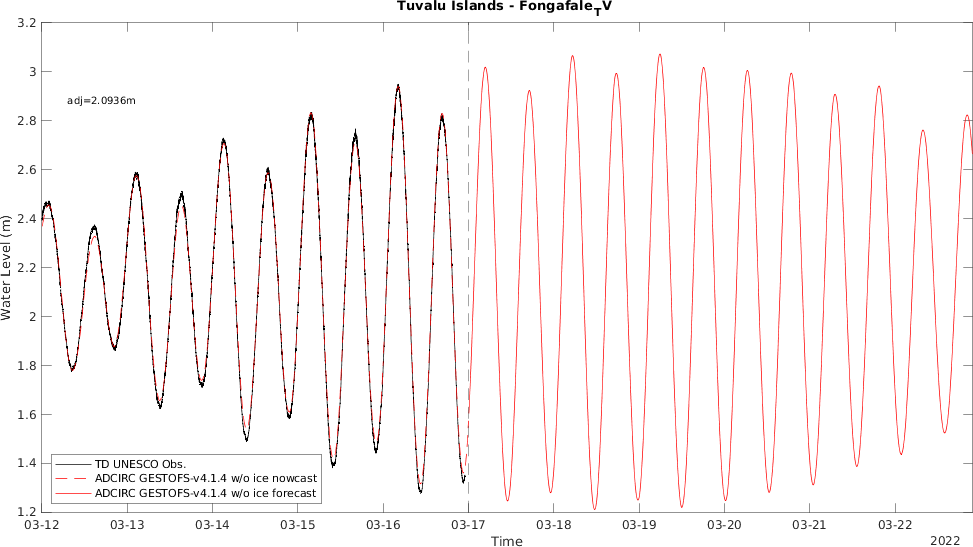 Tuvalu Islands - Fongafale_TV
3.2
3
2.8
2.6
2.4
2.2
2
1.8
1.6
1.4
1.2
Water Level (m)
adj=2.0936m
TD UNESCO Obs.
ADCIRC GESTOFS-v4.1.4 w/o ice nowcast
ADCIRC GESTOFS-v4.1.4 w/o ice forecast
03-12 03-13 03-14 03-15 03-16 03-17 03-18 03-19 03-20 03-21 03-22
Time
2022